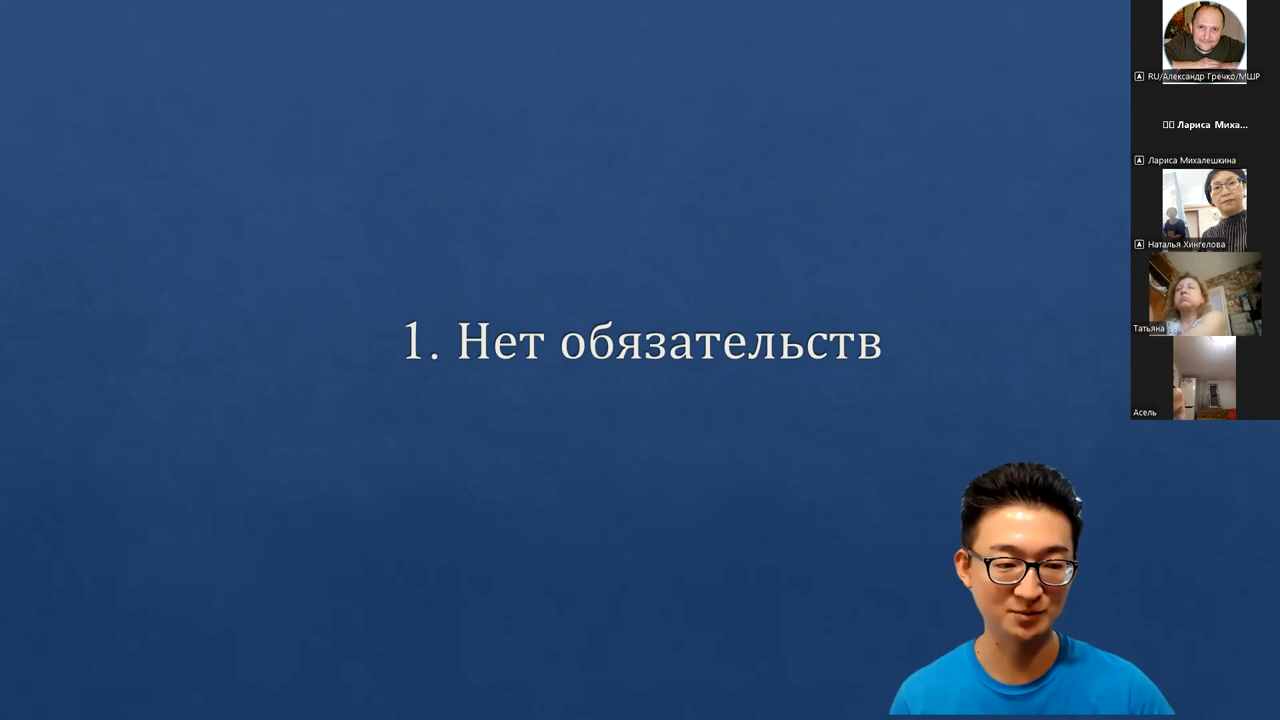 1. Нет обязательств
RU/Александр Гречко/МШР
Лариса Миха...
Лариса Михалешкина
Наталья Хингелова
Татьяна
Асель